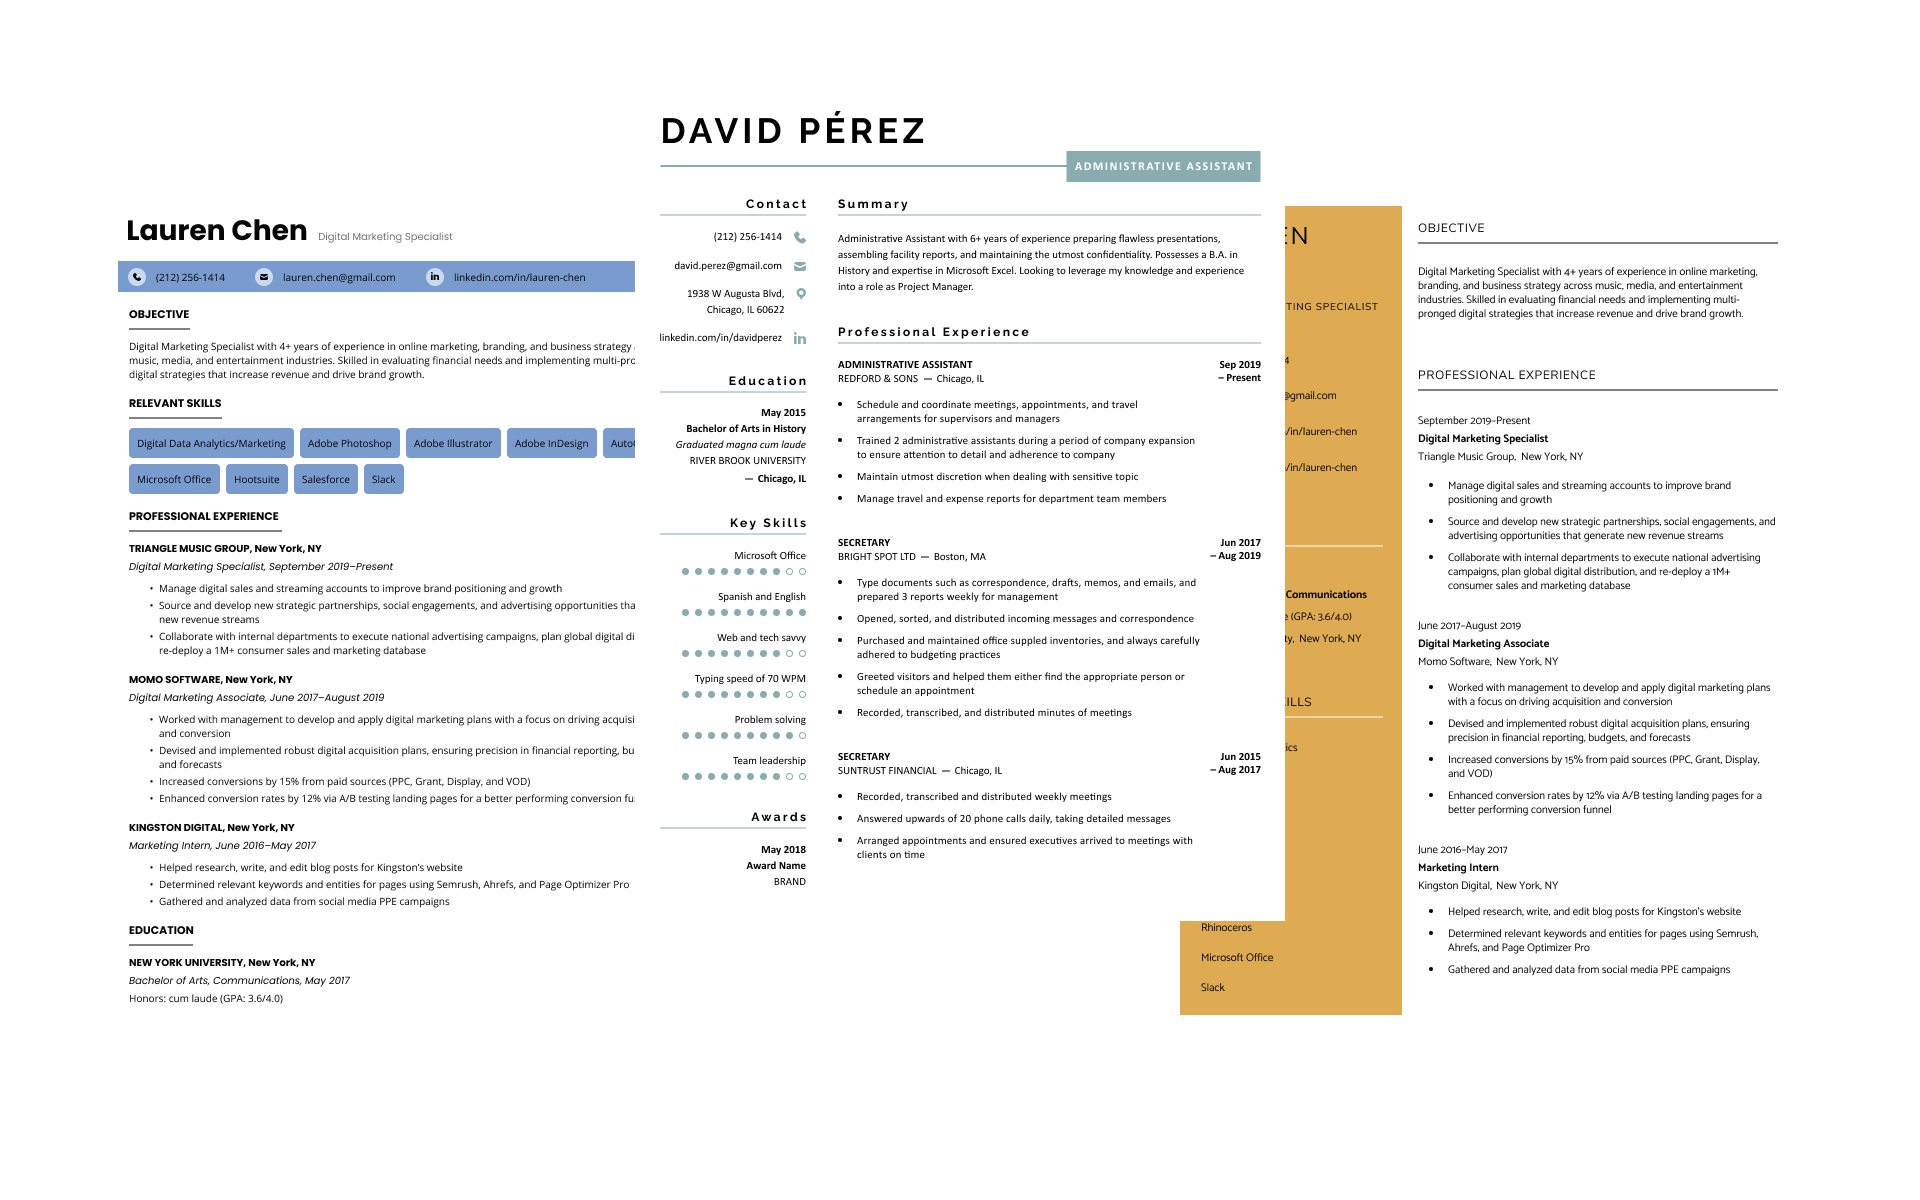 Lauren Chen Digital Marketing Specialist
(212) 256-1414 lauren.chen@gmail.com linkedin.com/in/lauren-chen
OBJECTIVE
Digital Marketing Specialist with 4+ years of experience in online marketing, branding, and business strategy
music, media, and entertainment industries. Skilled in evaluating financial needs and implementing multi-pro
digital strategies that increase revenue and drive brand growth.
RELEVANT SKILLS
Digital Data Analytics/Marketing Adobe Photoshop Adobe Illustrator Adobe InDesign Auto
Microsoft Office Hootsuite Salesforce Slack
PROFESSIONAL EXPERIENCE
TRIANGLE MUSIC GROUP, New York, NY
Digital Marketing Specialist, September 2019–Present
• Manage digital sales and streaming accounts to improve brand positioning and growth
• Source and develop new strategic partnerships, social engagements, and advertising opportunities tha
new revenue streams
• Collaborate with internal departments to execute national advertising campaigns, plan global digital di
re-deploy a 1M+ consumer sales and marketing database
MOMO SOFTWARE, New York, NY
Digital Marketing Associate, June 2017–August 2019
• Worked with management to develop and apply digital marketing plans with a focus on driving acquisi
and conversion
• Devised and implemented robust digital acquisition plans, ensuring precision in financial reporting, bu
and forecasts
• Increased conversions by 15% from paid sources (PPC, Grant, Display, and VOD)
• Enhanced conversion rates by 12% via A/B testing landing pages for a better performing conversion fu
KINGSTON DIGITAL, New York, NY
Marketing Intern, June 2016–May 2017
• Helped research, write, and edit blog posts for Kingston's website
• Determined relevant keywords and entities for pages using Semrush, Ahrefs, and Page Optimizer Pro
• Gathered and analyzed data from social media PPE campaigns
EDUCATION
NEW YORK UNIVERSITY, New York, NY
Bachelor of Arts, Communications, May 2017
Honors: cum laude (GPA: 3.6/4.0)
DAVID PÉREZ
ADMINISTRATIVE ASSISTANT
Contact
(212) 256-1414
david.perez@gmail.com
1938 W Augusta Blvd,
Chicago, IL 60622
linkedin.com/in/davidperez
Education
May 2015
Bachelor of Arts in History
Graduated magna cum laude
RIVER BROOK UNIVERSITY
— Chicago, IL
Key Skills
Microsoft Office
Spanish and English
Web and tech savvy
Typing speed of 70 WPM
Problem solving
Team leadership
Awards
May 2018
Award Name
BRAND
Summary
Administrative Assistant with 6+ years of experience preparing flawless presentations,
assembling facility reports, and maintaining the utmost confidentiality. Possesses a B.A. in
History and expertise in Microsoft Excel. Looking to leverage my knowledge and experience
into a role as Project Manager.
Professional Experience
ADMINISTRATIVE ASSISTANT Sep 2019
REDFORD & SONS — Chicago, IL – Present
• Schedule and coordinate meetings, appointments, and travel
arrangements for supervisors and managers
• Trained 2 administrative assistants during a period of company expansion
to ensure attention to detail and adherence to company
• Maintain utmost discretion when dealing with sensitive topic
• Manage travel and expense reports for department team members
SECRETARY Jun 2017
BRIGHT SPOT LTD — Boston, MA – Aug 2019
• Type documents such as correspondence, drafts, memos, and emails, and
prepared 3 reports weekly for management
• Opened, sorted, and distributed incoming messages and correspondence
• Purchased and maintained office suppled inventories, and always carefully
adhered to budgeting practices
• Greeted visitors and helped them either find the appropriate person or
schedule an appointment
• Recorded, transcribed, and distributed minutes of meetings
SECRETARY Jun 2015
SUNTRUST FINANCIAL — Chicago, IL – Aug 2017
• Recorded, transcribed and distributed weekly meetings
• Answered upwards of 20 phone calls daily, taking detailed messages
• Arranged appointments and ensured executives arrived to meetings with
clients on time
EN
TING SPECIALIST
4
@gmail.com
/in/lauren-chen
/in/lauren-chen
Communications
e (GPA: 3.6/4.0)
ty, New York, NY
ILLS
ics
Rhinoceros
Microsoft Office
Slack
OBJECTIVE
Digital Marketing Specialist with 4+ years of experience in online marketing,
branding, and business strategy across music, media, and entertainment
industries. Skilled in evaluating financial needs and implementing multi-
pronged digital strategies that increase revenue and drive brand growth.
PROFESSIONAL EXPERIENCE
September 2019–Present
Digital Marketing Specialist
Triangle Music Group, New York, NY
• Manage digital sales and streaming accounts to improve brand
positioning and growth
• Source and develop new strategic partnerships, social engagements, and
advertising opportunities that generate new revenue streams
• Collaborate with internal departments to execute national advertising
campaigns, plan global digital distribution, and re-deploy a 1M+
consumer sales and marketing database
June 2017–August 2019
Digital Marketing Associate
Momo Software, New York, NY
• Worked with management to develop and apply digital marketing plans
with a focus on driving acquisition and conversion
• Devised and implemented robust digital acquisition plans, ensuring
precision in financial reporting, budgets, and forecasts
• Increased conversions by 15% from paid sources (PPC, Grant, Display,
and VOD)
• Enhanced conversion rates by 12% via A/B testing landing pages for a
better performing conversion funnel
June 2016–May 2017
Marketing Intern
Kingston Digital, New York, NY
• Helped research, write, and edit blog posts for Kingston's website
• Determined relevant keywords and entities for pages using Semrush,
Ahrefs, and Page Optimizer Pro
• Gathered and analyzed data from social media PPE campaigns